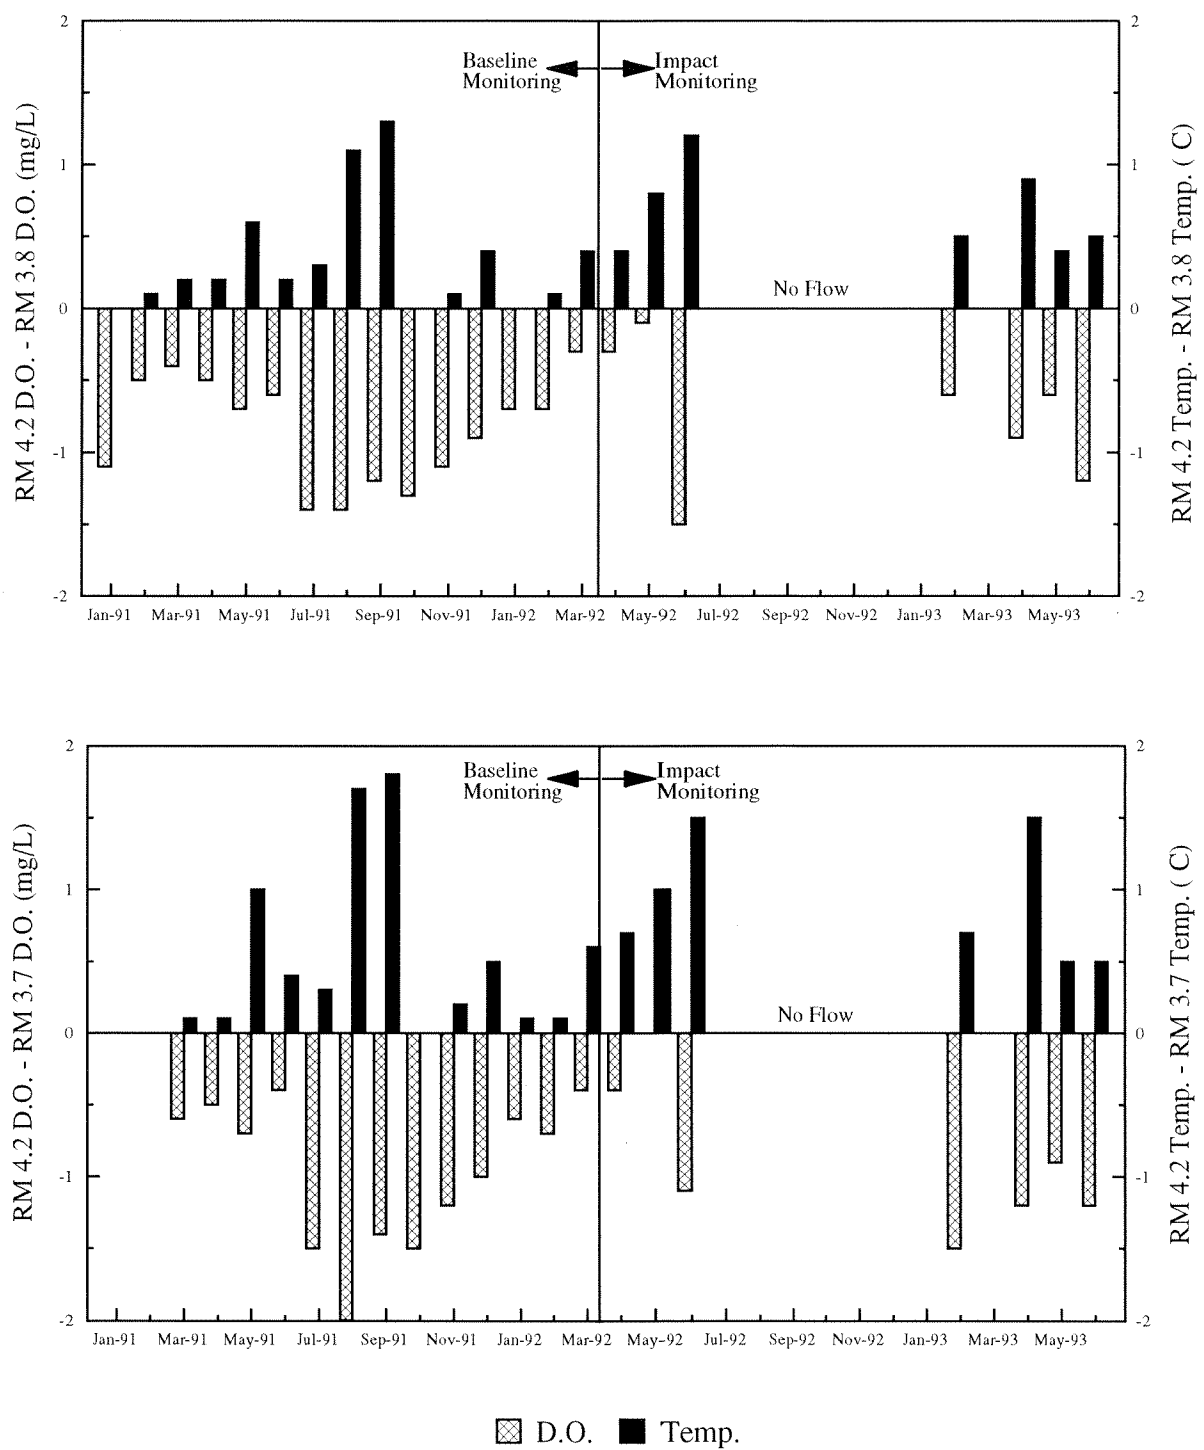 2
1
0
-1
-2
RM 4.2 D.O. - RM 3.8 D.O. (mg/L)
Baseline
Monitoring
Impact
Monitoring
No Flow
2
1
0
-1
-2
RM 4.2 Temp. - RM 3.8 Temp. ( C)
Jan-91 Mar-91 May-91 Jul-91 Sep-91 Nov-91 Jan-92 Mar-92 May-92 Jul-92 Sep-92 Nov-92 Jan-93 Mar-93 May-93
2
1
0
-1
-2
RM 4.2 D.O. - RM 3.7 D.O. (mg/L)
Baseline
Monitoring
Impact
Monitoring
No Flow
2
1
0
-1
-2
RM 4.2 Temp. - RM 3.7 Temp. ( C)
Jan-91 Mar-91 May-91 Jul-91 Sep-91 Nov-91 Jan-92 Mar-92 May-92 Jul-92 Sep-92 Nov-92 Jan-93 Mar-93 May-93
D.O. Temp.